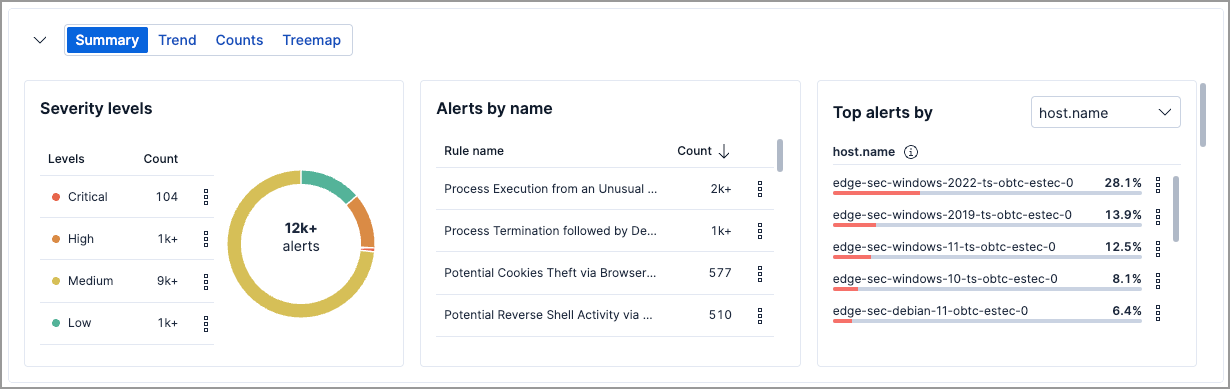 Summary Trend Counts Treemap
Severity levels
Levels Count
Critical 104
High 1k+
Medium 9k+
Low 1k+
12k+
alerts
Alerts by name
Rule name Count
Process Execution from an Unusual ... 2k+
Process Termination followed by De... 1k+
Potential Cookies Theft via Browser... 577
Potential Reverse Shell Activity via ... 510
Top alerts by host.name
host.name
edge-sec-windows-2022-ts-obtc-estec-0 28.1%
edge-sec-windows-2019-ts-obtc-estec-0 13.9%
edge-sec-windows-11-ts-obtc-estec-0 12.5%
edge-sec-windows-10-ts-obtc-estec-0 8.1%
edge-sec-debian-11-obtc-estec-0 6.4%